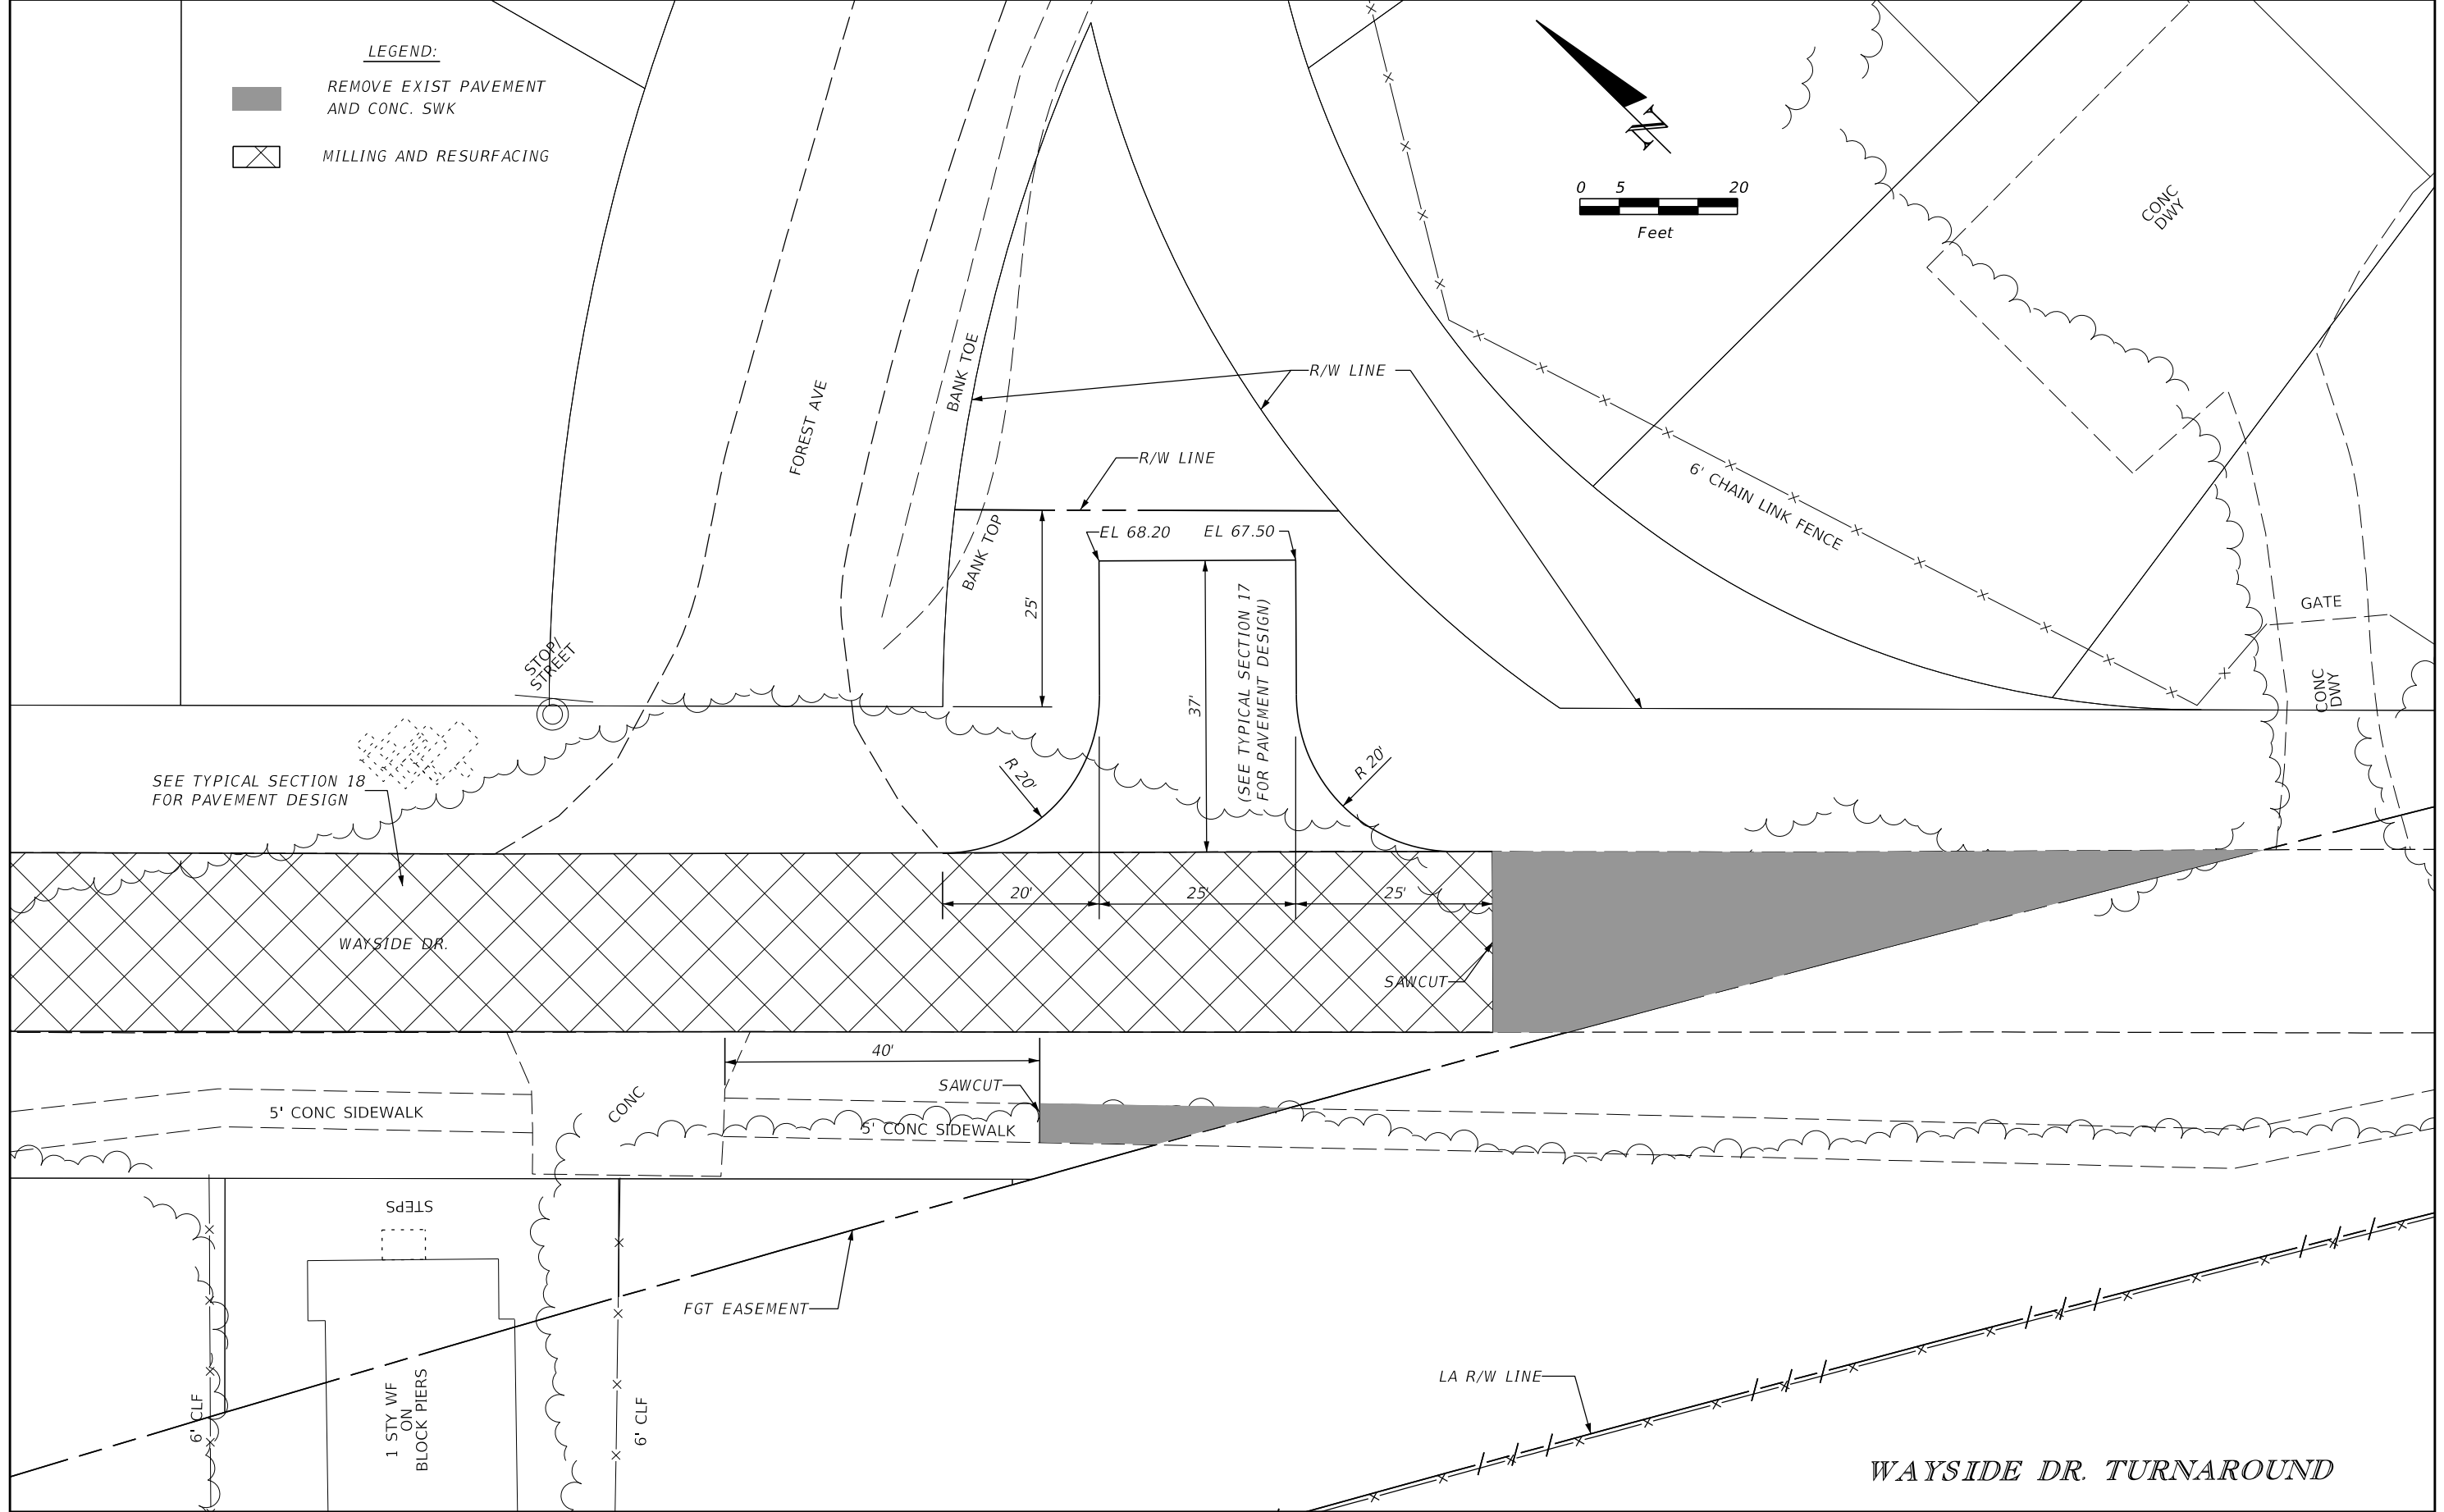 LEGEND:
REMOVE EXIST PAVEMENT
AND CONC. SWK
MILLING AND RESURFACING
N
0 5 20
Feet
CONC
DWY
FOREST AVE
BANK TOE
BANK TOP
R/W LINE
R/W LINE
6' CHAIN LINK FENCE
EL 68.20
EL 67.50
25'
37'
(SEE TYPICAL SECTION 17
FOR PAVEMENT DESIGN)
GATE
CONC
DWY
STOP/
STREET
R 20'
R 20'
SEE TYPICAL SECTION 18
FOR PAVEMENT DESIGN
20'
25'
25'
WAYSIDE DR.
SAWCUT
40'
SAWCUT
5' CONC SIDEWALK
CONC
5' CONC SIDEWALK
STEPS
FGT EASEMENT
6' CLF
1 STY WF
ON
BLOCK PIERS
6' CLF
LA R/W LINE
WAYSIDE DR. TURNAROUND